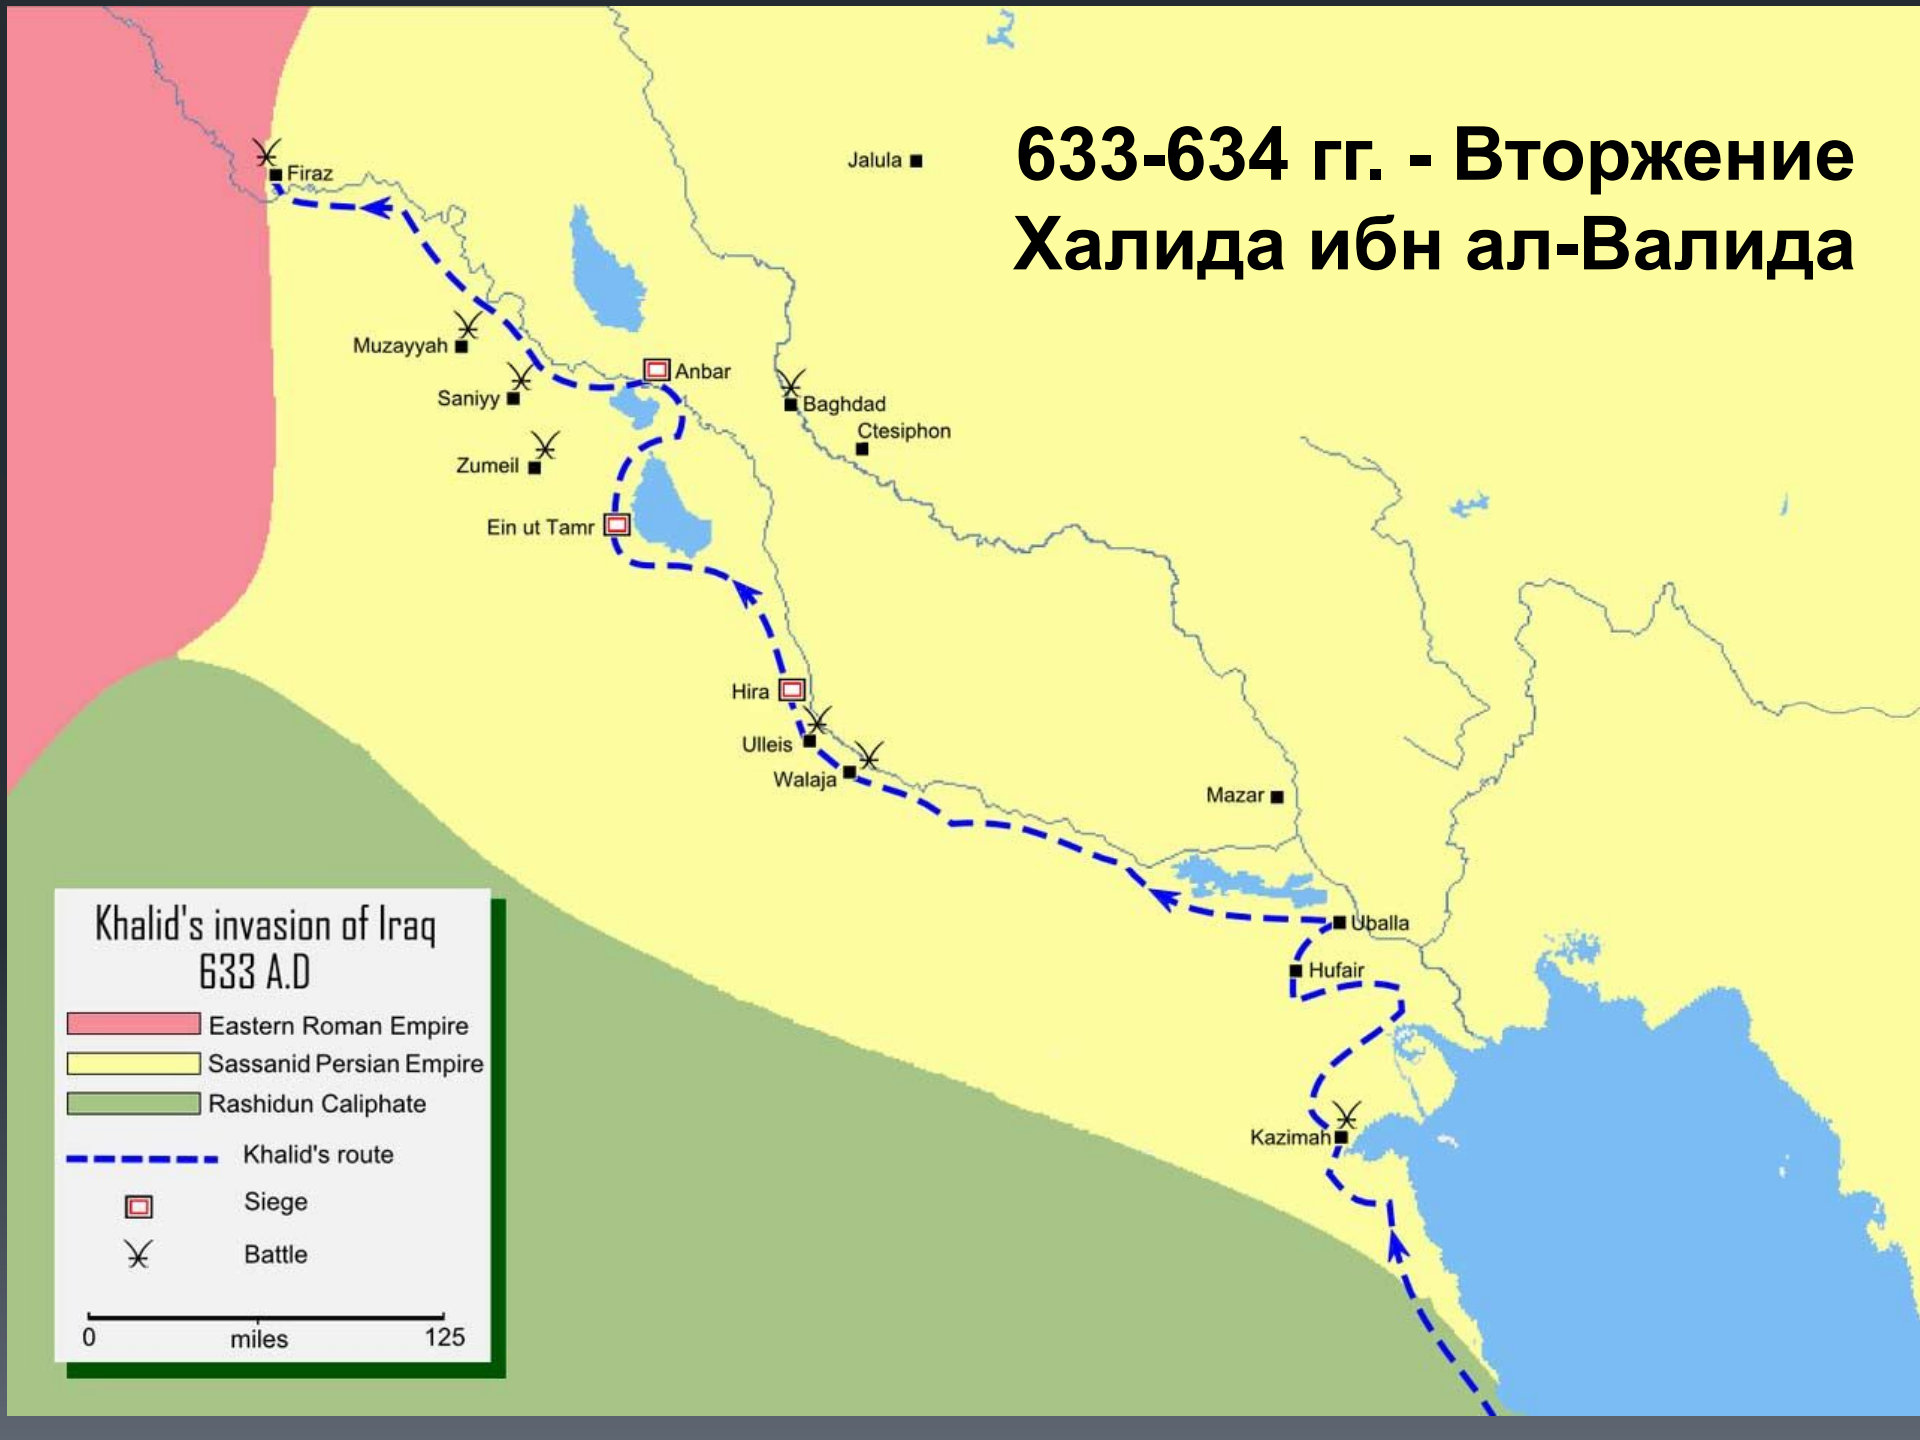 633-634 гг. - Вторжение
Халида ибн ал-Валида
Jalula
Firaz
Muzayyah
Anbar
Saniyy
Baghdad
Ctesiphon
Zumeil
Ein ut Tamr
Hira
Ulleis
Walaja
Mazar
Uballa
Hufair
Kazimah
Khalid's invasion of Iraq
633 A.D
Eastern Roman Empire
Sassanid Persian Empire
Rashidun Caliphate
Khalid's route
Siege
Battle
0 miles 125